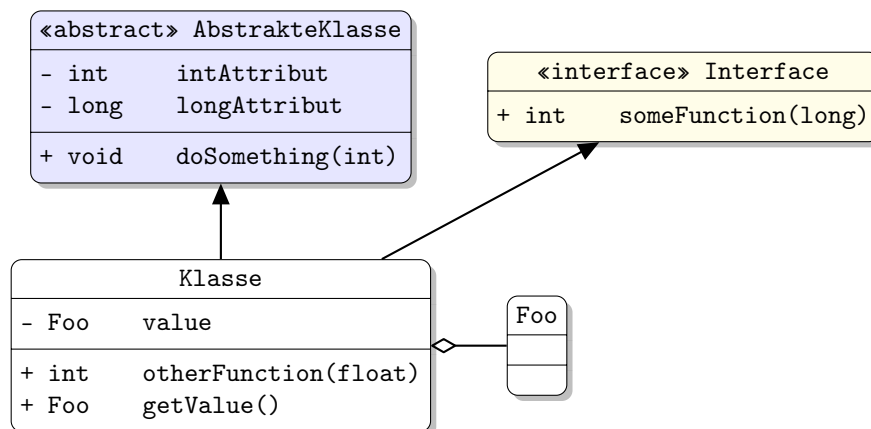 «abstract» AbstrakteKlasse
- int intAttribut
- long longAttribut
+ void doSomething(int)
«interface» Interface
+ int someFunction(long)
Klasse
- Foo value
+ int otherFunction(float)
+ Foo getValue()
Foo